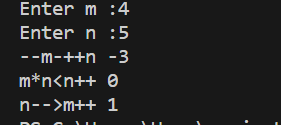 Enter m :4
Enter n :5
--m-++n -3
m*n<n++ 0
n-->m++ 1